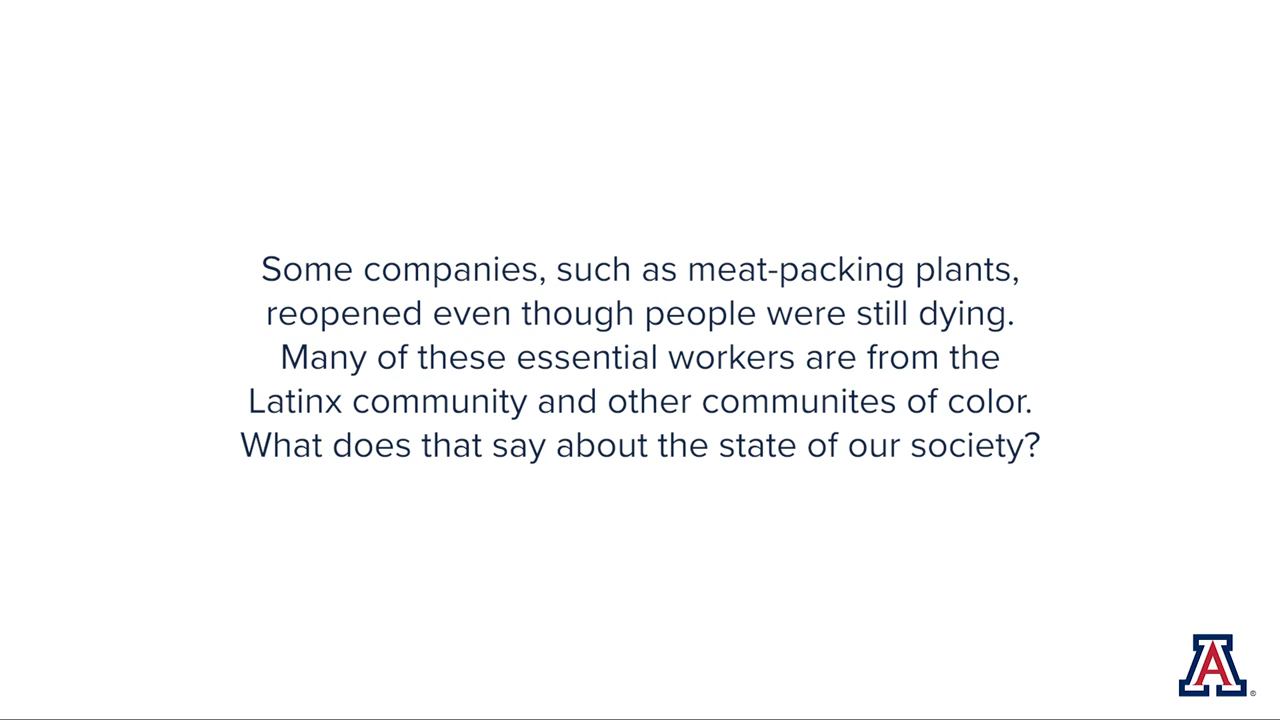 Some companies, such as meat-packing plants,
reopened even though people were still dying.
Many of these essential workers are from the
Latinx community and other communites of color.
What does that say about the state of our society?
A
®